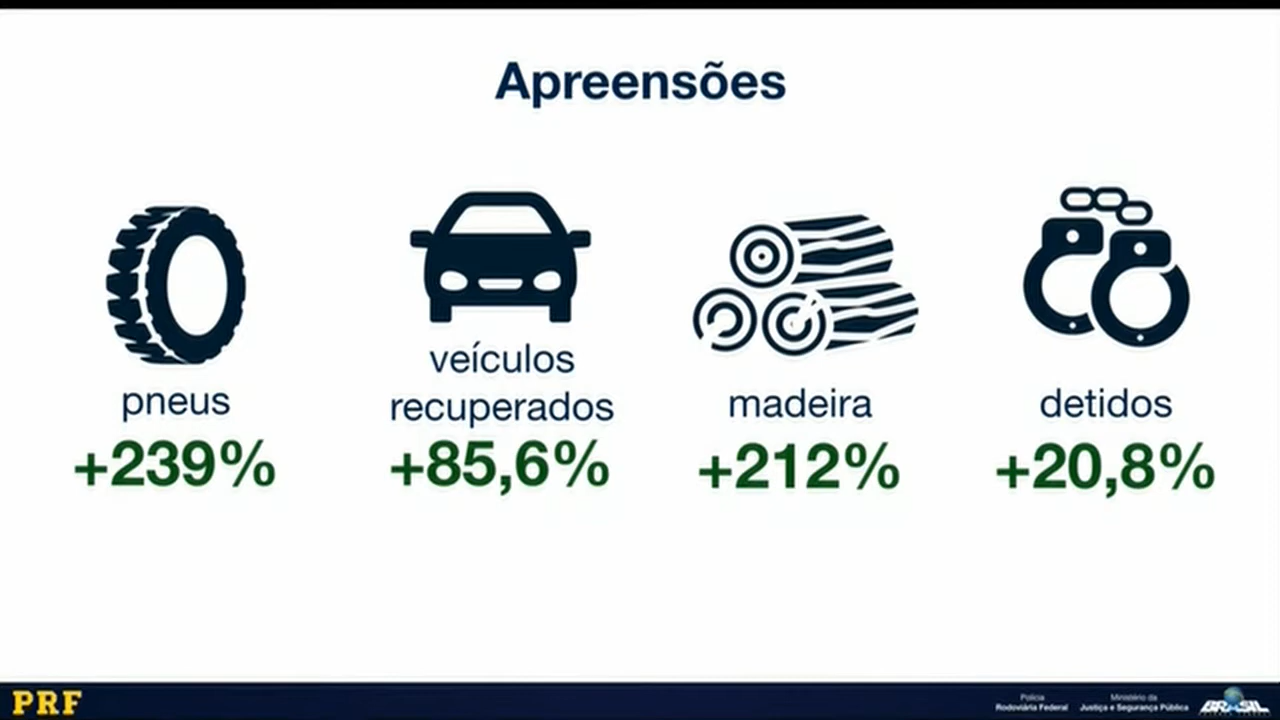 Apreensões
pneus
+239%
veículos
recuperados
+85,6%
madeira
+212%
detidos
+20,8%
PRF
Polícia
Rodoviária Federal
Ministério da
Justiça e Segurança Pública
BRASIL